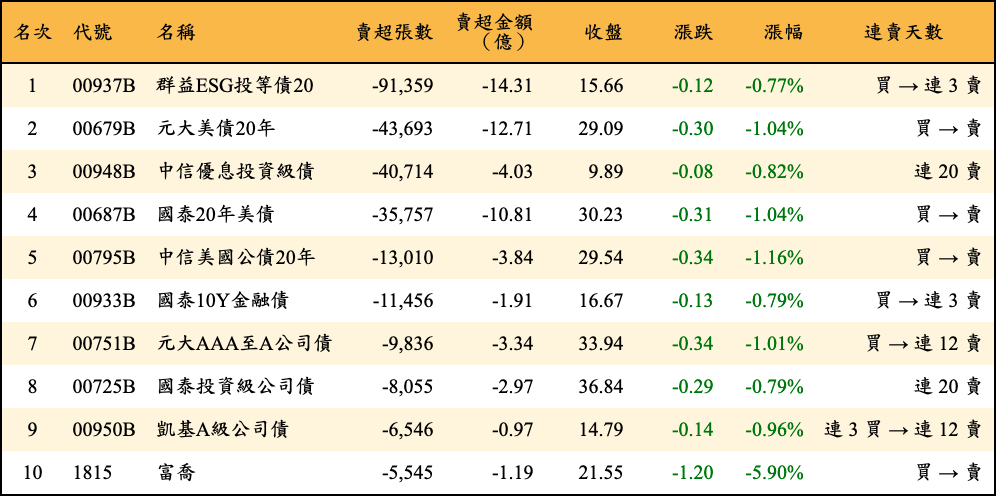 名次 代號 名稱 賣超張數 賣超金額（億） 收盤 漲跌 漲幅 連賣天數
1 00937B 群益ESG投等債20 -91,359 -14.31 15.66 -0.12 -0.77% 買 → 連 3 賣
2 00679B 元大美債20年 -43,693 -12.71 29.09 -0.30 -1.04% 買 → 賣
3 00948B 中信優息投資級債 -40,714 -4.03 9.89 -0.08 -0.82% 連 20 賣
4 00687B 國泰20年美債 -35,757 -10.81 30.23 -0.31 -1.04% 買 → 賣
5 00795B 中信美國公債20年 -13,010 -3.84 29.54 -0.34 -1.16% 買 → 賣
6 00933B 國泰10Y金融債 -11,456 -1.91 16.67 -0.13 -0.79% 買 → 連 3 賣
7 00751B 元大AAA至A公司債 -9,836 -3.34 33.94 -0.34 -1.01% 買 → 連 12 賣
8 00725B 國泰投資級公司債 -8,055 -2.97 36.84 -0.29 -0.79% 連 20 賣
9 00950B 凱基A級公司債 -6,546 -0.97 14.79 -0.14 -0.96% 連 3 買 → 連 12 賣
10 1815 富喬 -5,545 -1.19 21.55 -1.20 -5.90% 買 → 賣